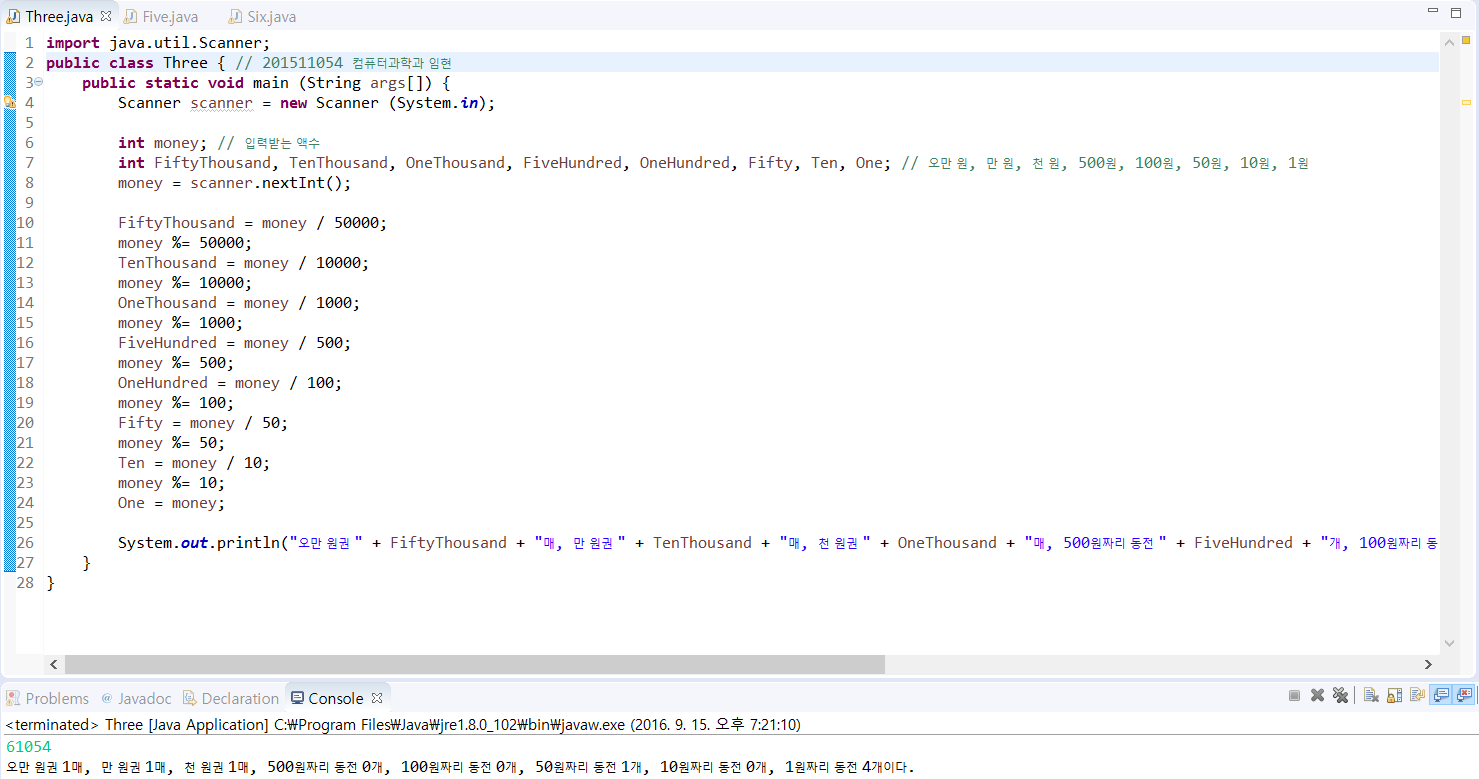 Three.java Five.java Six.java
1 import java.util.Scanner;
2 public class Three { // 201511054 컴퓨터과학과 임현
3 public static void main (String args[]) {
4 Scanner scanner = new Scanner (System.in);
5
6 int money; // 입력받는 액수
7 int FiftyThousand, TenThousand, OneThousand, FiveHundred, OneHundred, Fifty, Ten, One; // 오만 원, 만 원, 천 원, 500원, 100원, 50원, 10원, 1원
8 money = scanner.nextInt();
9
10 FiftyThousand = money / 50000;
11 money %= 50000;
12 TenThousand = money / 10000;
13 money %= 10000;
14 OneThousand = money / 1000;
15 money %= 1000;
16 FiveHundred = money / 500;
17 money %= 500;
18 OneHundred = money / 100;
19 money %= 100;
20 Fifty = money / 50;
21 money %= 50;
22 Ten = money / 10;
23 money %= 10;
24 One = money;
25
26 System.out.println("오만 원권 " + FiftyThousand + "매, 만 원권 " + TenThousand + "매, 천 원권 " + OneThousand + "매, 500원짜리 동전 " + FiveHundred + "개, 100원짜리 동
27 }
28 }
Problems @ Javadoc Declaration Console
<terminated> Three [Java Application] C:₩Program Files₩Java₩jre1.8.0_102₩bin₩javaw.exe (2016. 9. 15. 오후 7:21:10)
61054
오만 원권 1매, 만 원권 1매, 천 원권 1매, 500원짜리 동전 0개, 100원짜리 동전 0개, 50원짜리 동전 1개, 10원짜리 동전 0개, 1원짜리 동전 4개이다.